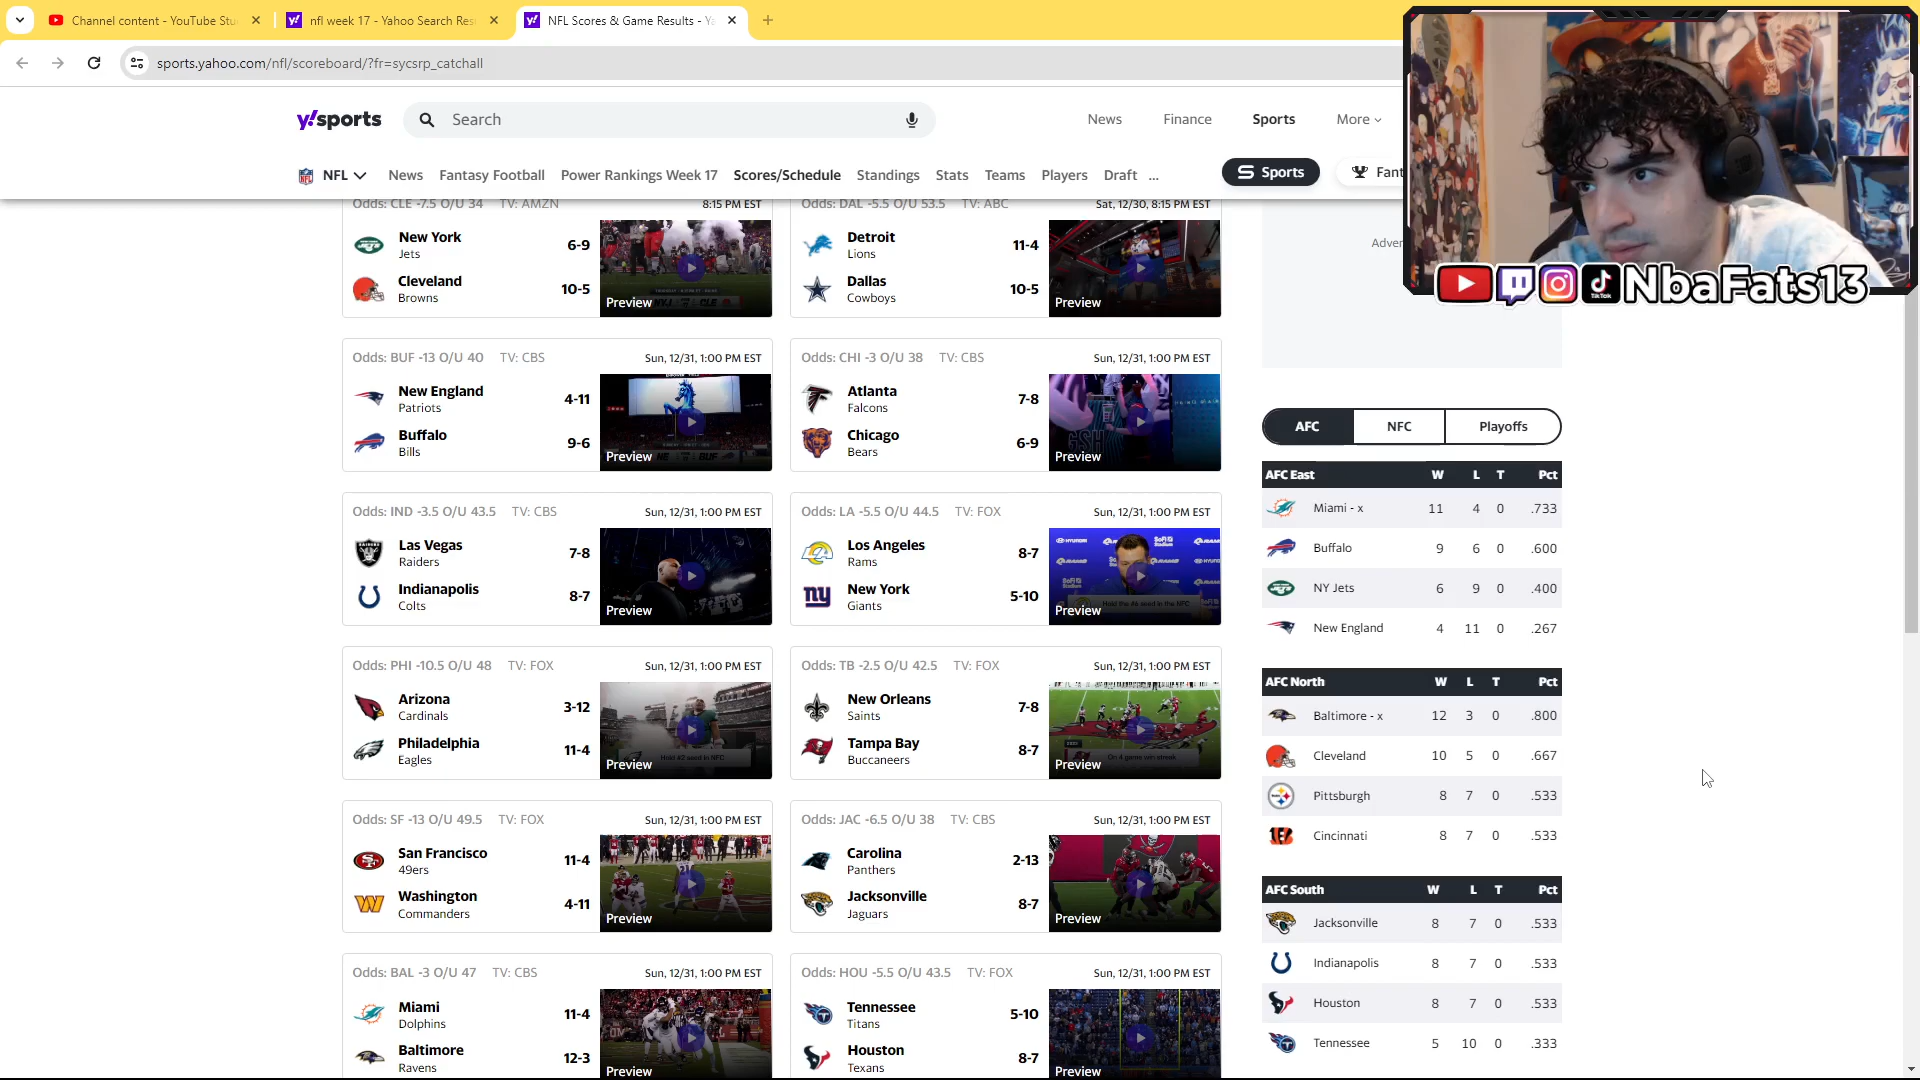 Channel content - YouTube Stu
nfl week 17 - Yahoo Search Res
NFL Scores & Game Results - Ya
sports.yahoo.com/nfl/scoreboard/?fr=sycsrp_catchall
y!sports
Search
News
Finance
Sports
More
NFL
News
Fantasy Football
Power Rankings Week 17
Scores/Schedule
Standings
Stats
Teams
Players
Draft
...
Sports
Fant
NbaFats13
Odds: CLE -7.5 O/U 34 TV: AMZN 8:15 PM EST
New York 6-9
Jets
Cleveland 10-5
Browns
Preview
Odds: DAL -5.5 O/U 53.5 TV: ABC Sat, 12/30, 8:15 PM EST
Detroit 11-4
Lions
Dallas 10-5
Cowboys
Preview
Odds: BUF -13 O/U 40 TV: CBS Sun, 12/31, 1:00 PM EST
New England 4-11
Patriots
Buffalo 9-6
Bills
Preview
Odds: CHI -3 O/U 38 TV: CBS Sun, 12/31, 1:00 PM EST
Atlanta 7-8
Falcons
Chicago 6-9
Bears
Preview
Odds: IND -3.5 O/U 43.5 TV: CBS Sun, 12/31, 1:00 PM EST
Las Vegas 7-8
Raiders
Indianapolis 8-7
Colts
Preview
Odds: LA -5.5 O/U 44.5 TV: FOX Sun, 12/31, 1:00 PM EST
Los Angeles 8-7
Rams
New York 5-10
Giants
Hold the #6 seed in the NFC
Preview
Odds: PHI -10.5 O/U 48 TV: FOX Sun, 12/31, 1:00 PM EST
Arizona 3-12
Cardinals
Philadelphia 11-4
Eagles
Hold #2 seed in NFC
Preview
Odds: TB -2.5 O/U 42.5 TV: FOX Sun, 12/31, 1:00 PM EST
New Orleans 7-8
Saints
Tampa Bay 8-7
Buccaneers
On 4 game win streak
Preview
Odds: SF -13 O/U 49.5 TV: FOX Sun, 12/31, 1:00 PM EST
San Francisco 11-4
49ers
Washington 4-11
Commanders
Preview
Odds: JAC -6.5 O/U 38 TV: CBS Sun, 12/31, 1:00 PM EST
Carolina 2-13
Panthers
Jacksonville 8-7
Jaguars
Preview
Odds: BAL -3 O/U 47 TV: CBS Sun, 12/31, 1:00 PM EST
Miami 11-4
Dolphins
Baltimore 12-3
Ravens
Preview
Odds: HOU -5.5 O/U 43.5 TV: FOX Sun, 12/31, 1:00 PM EST
Tennessee 5-10
Titans
Houston 8-7
Texans
Preview
Adver
AFC NFC Playoffs
AFC East W L T Pct
Miami - x 11 4 0 .733
Buffalo 9 6 0 .600
NY Jets 6 9 0 .400
New England 4 11 0 .267
AFC North W L T Pct
Baltimore - x 12 3 0 .800
Cleveland 10 5 0 .667
Pittsburgh 8 7 0 .533
Cincinnati 8 7 0 .533
AFC South W L T Pct
Jacksonville 8 7 0 .533
Indianapolis 8 7 0 .533
Houston 8 7 0 .533
Tennessee 5 10 0 .333